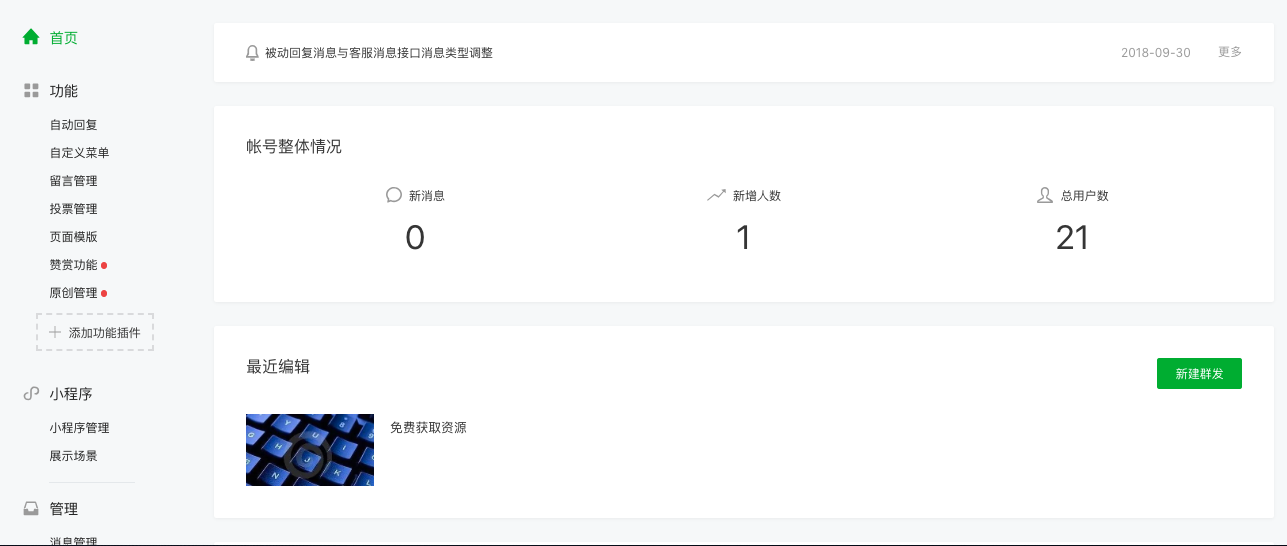 首页
功能
自动回复
自定义菜单
留言管理
投票管理
页面模版
赞赏功能
原创管理
添加功能插件
小程序
小程序管理
展示场景
管理
消息管理
被动回复消息与客服消息接口消息类型调整 2018-09-30 更多
帐号整体情况
新消息 新增人数 总用户数
0 1 21
最近编辑 新建群发
免费获取资源
Y U I
G H J K
N L